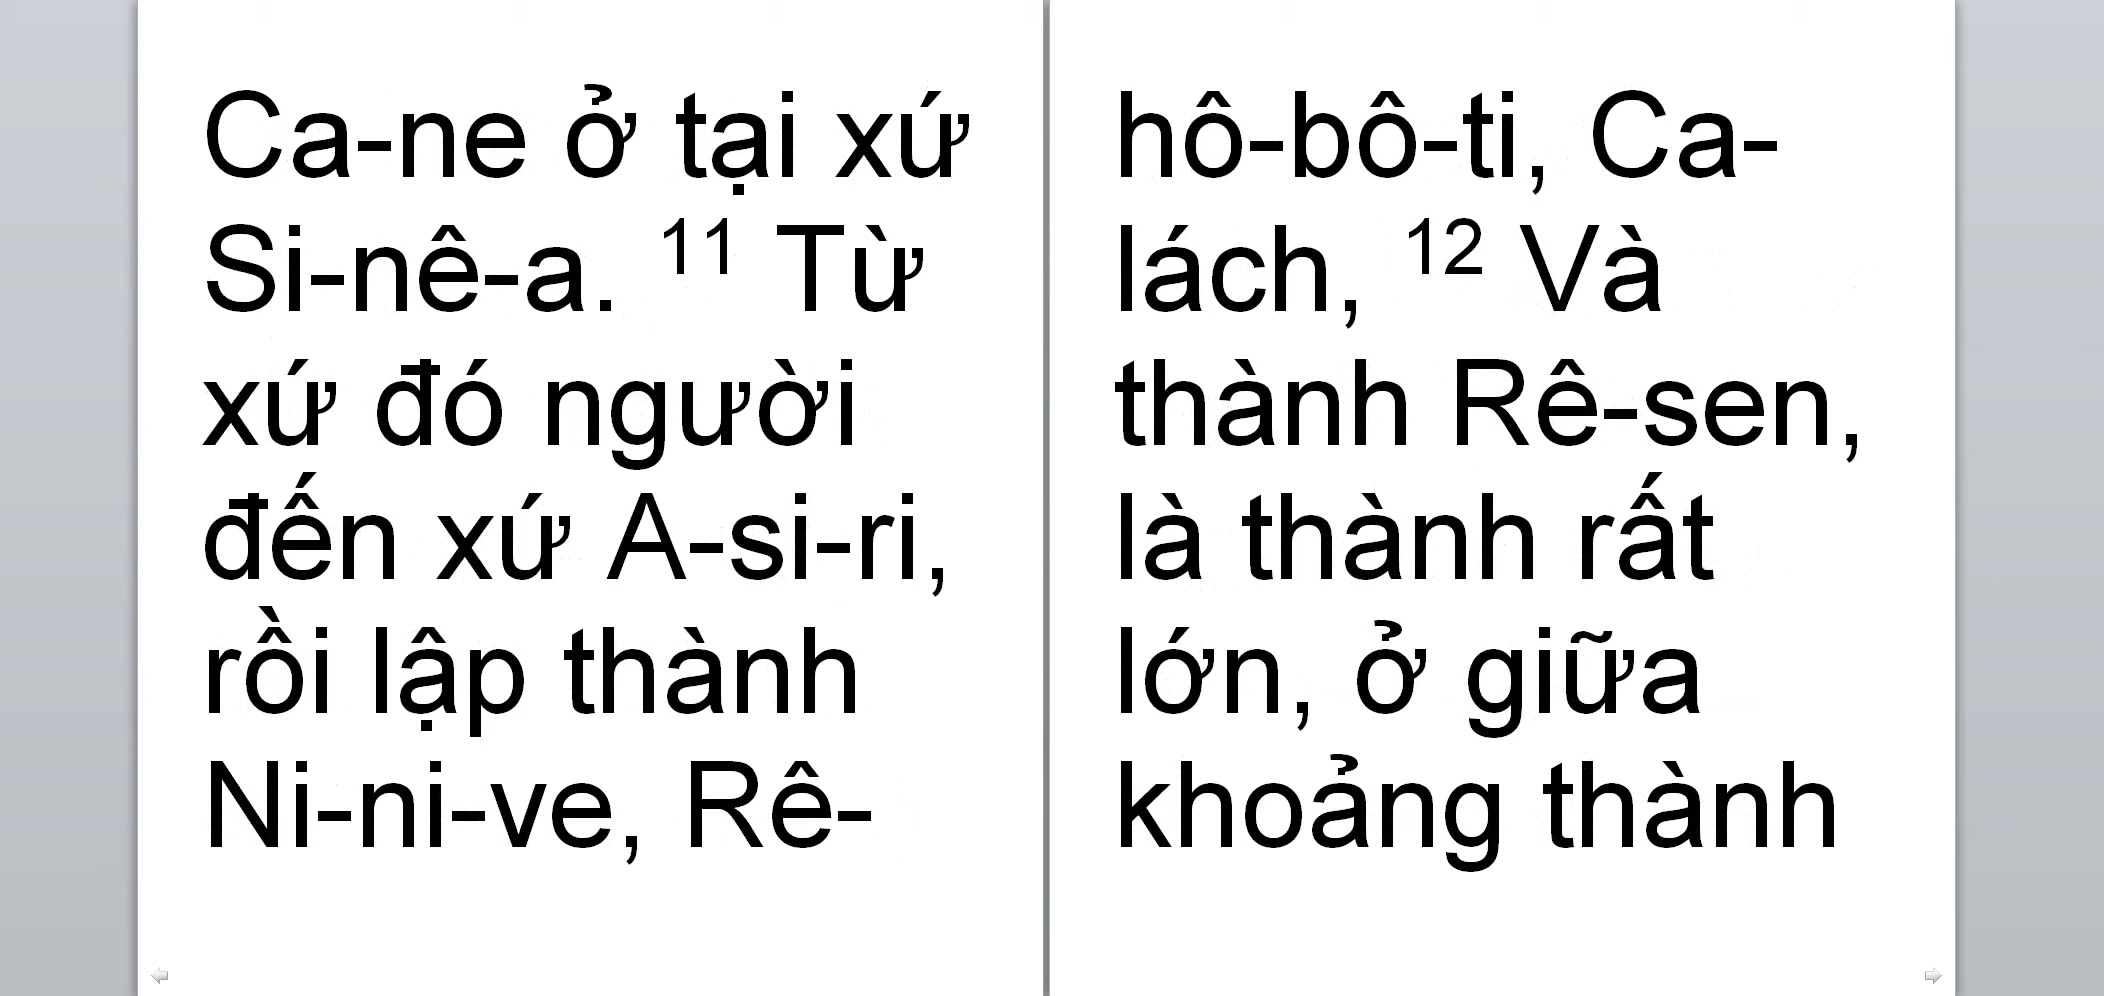 Ca-ne ở tại xứ
Si-nê-a. 11 Từ
xứ đó người
đến xứ A-si-ri,
rồi lập thành
Ni-ni-ve, Rê-
hô-bô-ti, Ca-
lách, 12 Và
thành Rê-sen,
là thành rất
lớn, ở giữa
khoảng thành